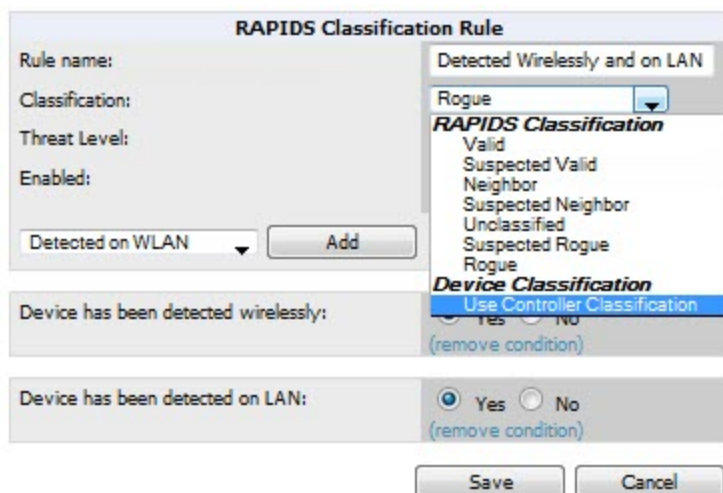 RAPIDS Classification Rule
Rule name: Detected Wirelessly and on LAN
Classification: Rogue
RAPIDS Classification
Valid
Suspected Valid
Neighbor
Suspected Neighbor
Unclassified
Suspected Rogue
Rogue
Device Classification
Use Controller Classification
Threat Level:
Enabled:
Detected on WLAN Add
Device has been detected wirelessly: Yes No
(remove condition)
Device has been detected on LAN: Yes No
(remove condition)
Save Cancel